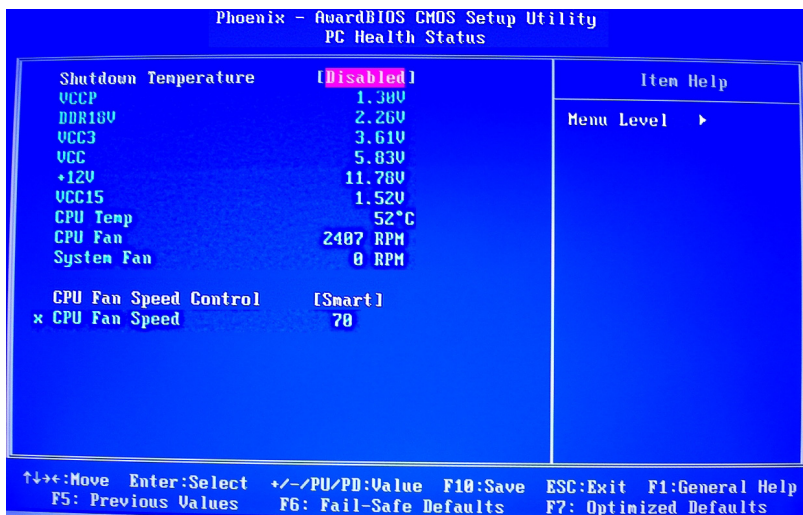 Phoenix - AwardBIOS CMOS Setup Utility
PC Health Status
Shutdown Temperature [Disabled]
VCCP 1.30V
DDR18V 2.26V
VCC3 3.61V
VCC 5.83V
+12V 11.78V
VCC15 1.52V
CPU Temp 52°C
CPU Fan 2407 RPM
System Fan 0 RPM
CPU Fan Speed Control [Smart]
x CPU Fan Speed 70
Item Help
Menu Level ▸
↑↓→←:Move Enter:Select +/-/PU/PD:Value F10:Save ESC:Exit F1:General Help
F5: Previous Values F6: Fail-Safe Defaults F7: Optimized Defaults